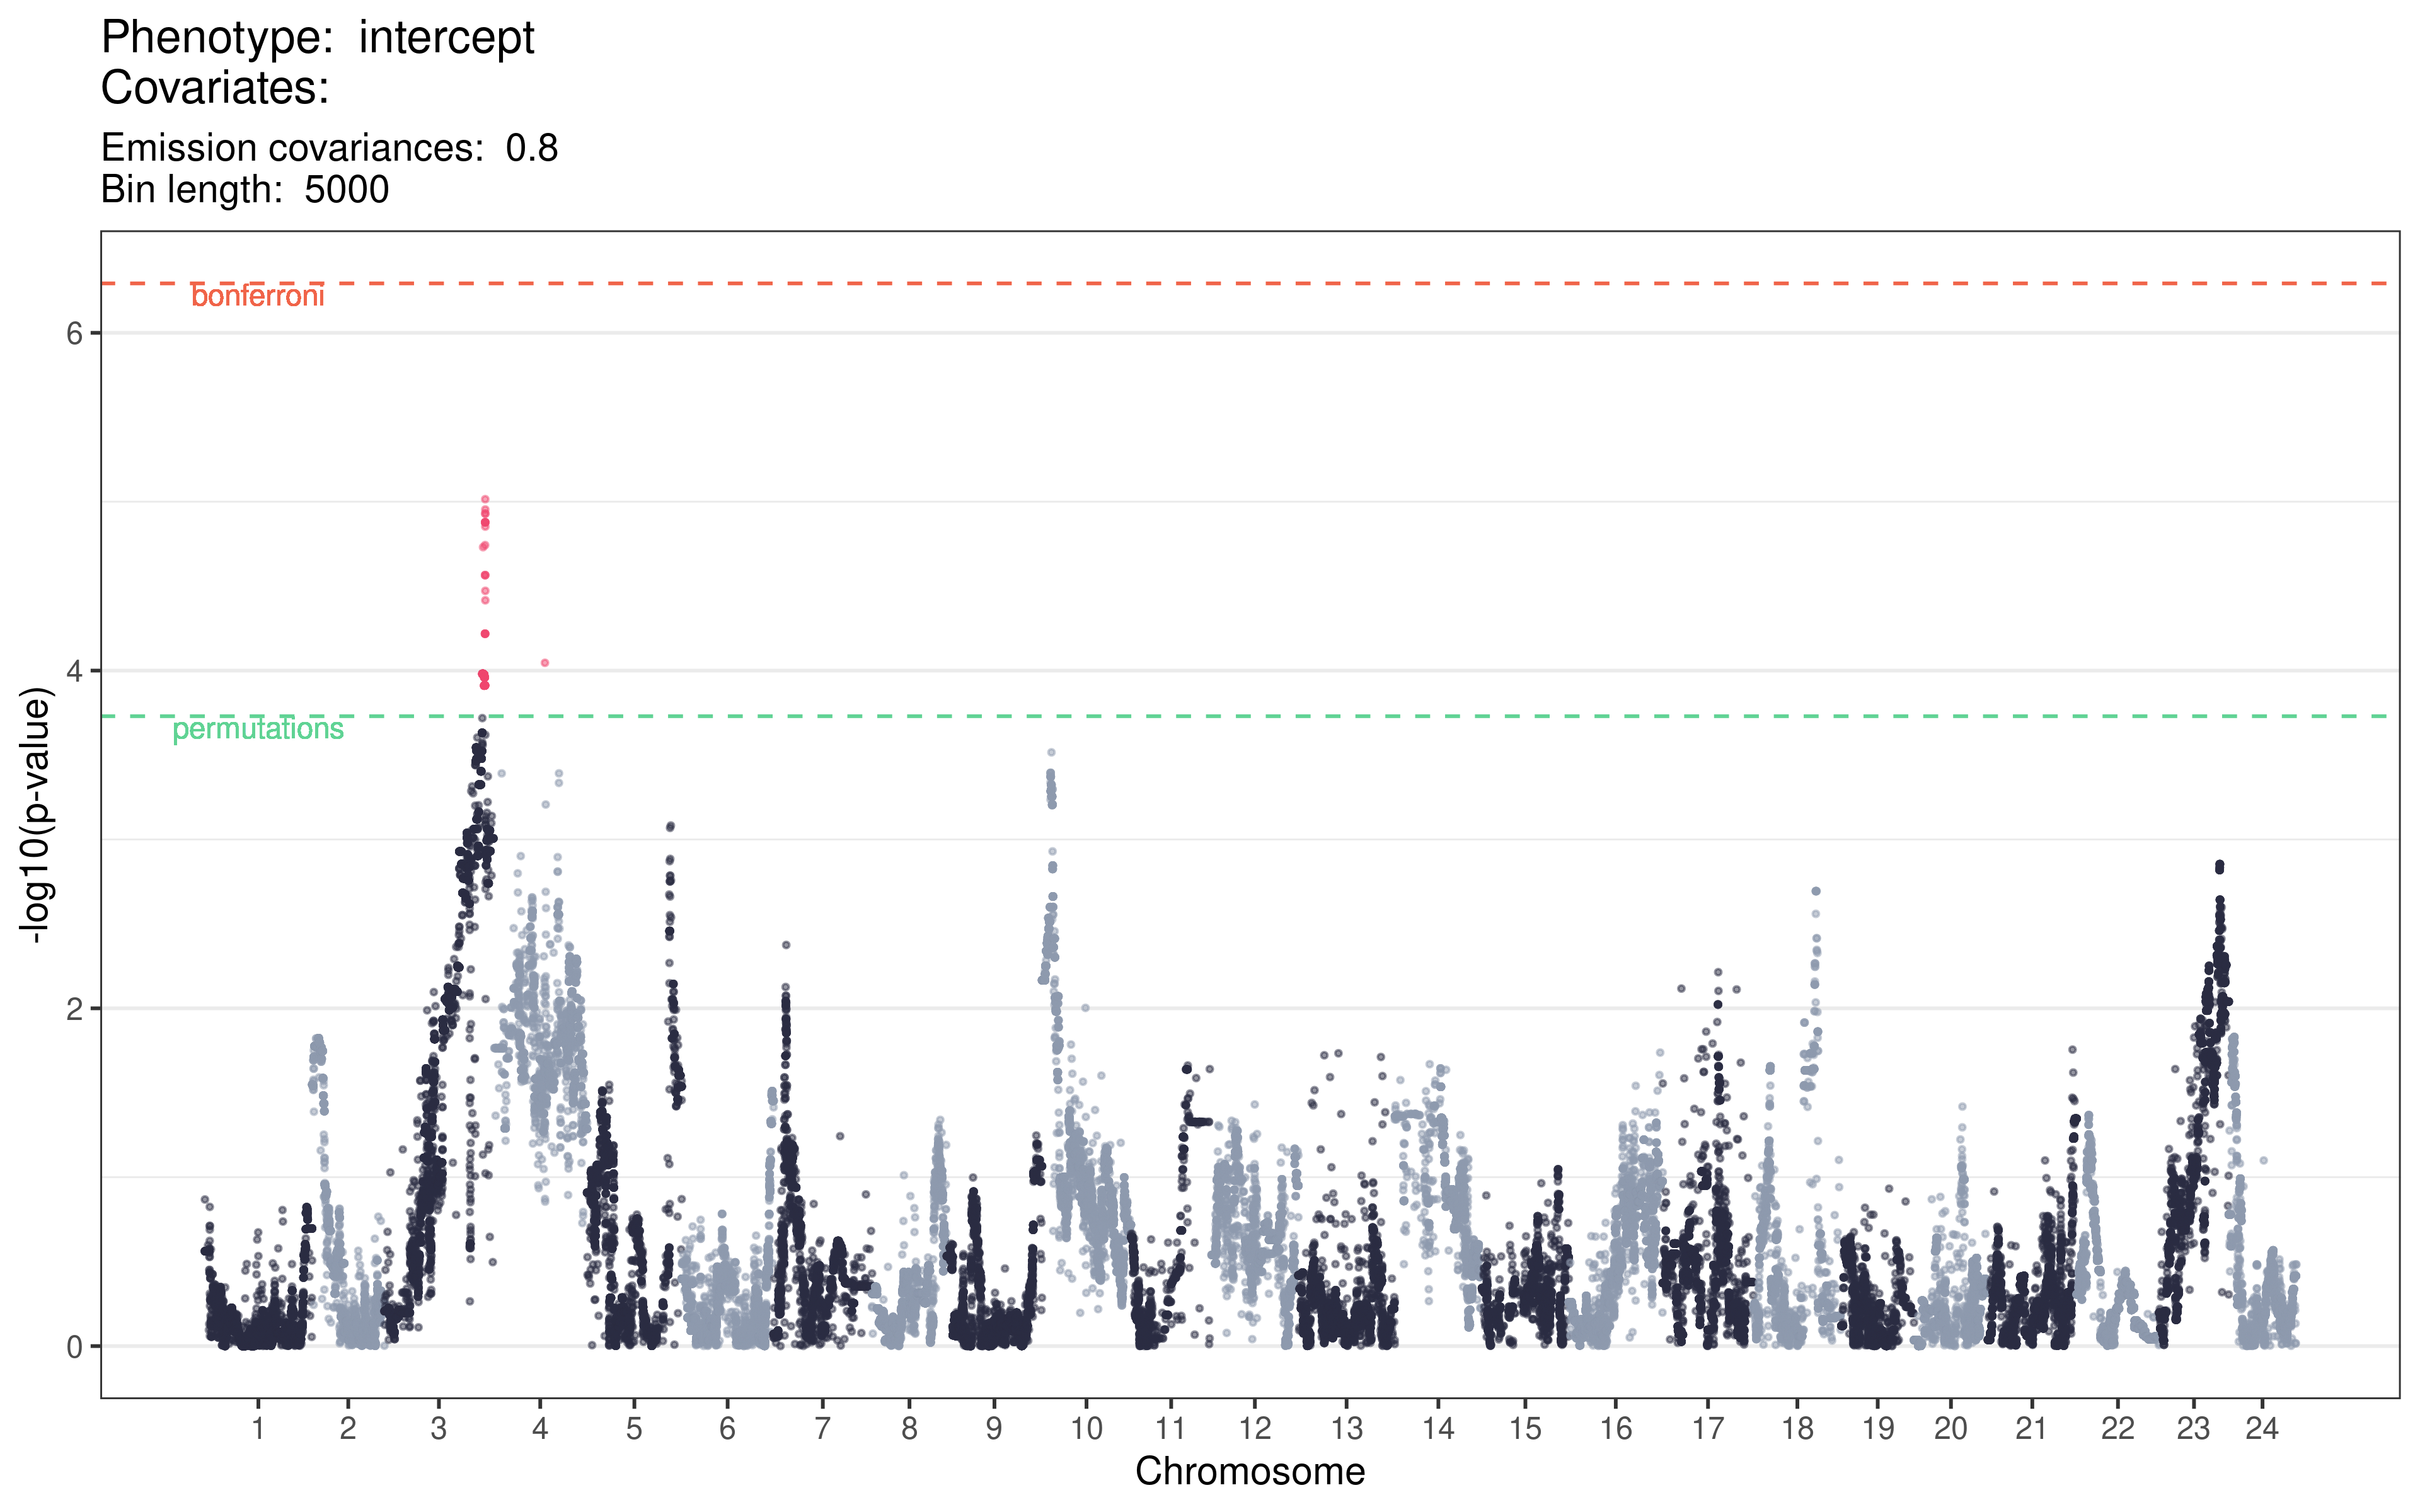 Phenotype: intercept
Covariates:
Emission covariances: 0.8
Bin length: 5000
bonferroni
6
4
permutations
2
0
-log10(p-value)
1 2 3 4 5 6 7 8 9 10 11 12 13 14 15 16 17 18 19 20 21 22 23 24
Chromosome